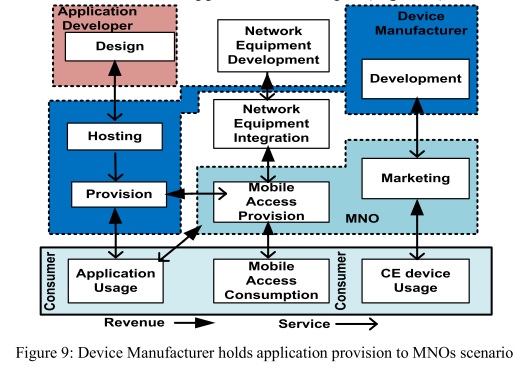 Application
Developer
Design
Network
Equipment
Development
Device
Manufacturer
Development
Hosting
Network
Equipment
Integration
Provision
Mobile
Access
Provision
MNO
Marketing
Consumer
Application
Usage
Mobile
Access
Consumption
Consumer
CE device
Usage
Revenue
Service
Figure 9: Device Manufacturer holds application provision to MNOs scenario